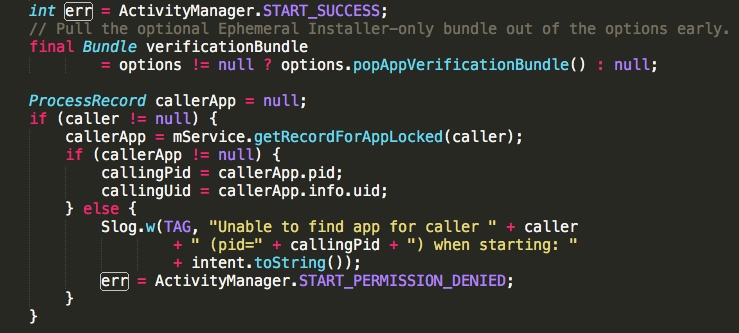 int err = ActivityManager.START_SUCCESS;
// Pull the optional Ephemeral Installer-only bundle out of the options early.
final Bundle verificationBundle
        = options != null ? options.popAppVerificationBundle() : null;

ProcessRecord callerApp = null;
if (caller != null) {
    callerApp = mService.getRecordForAppLocked(caller);
    if (callerApp != null) {
        callingPid = callerApp.pid;
        callingUid = callerApp.info.uid;
    } else {
        Slog.w(TAG, "Unable to find app for caller " + caller
                + " (pid=" + callingPid + ") when starting: "
                + intent.toString());
        err = ActivityManager.START_PERMISSION_DENIED;
    }
}